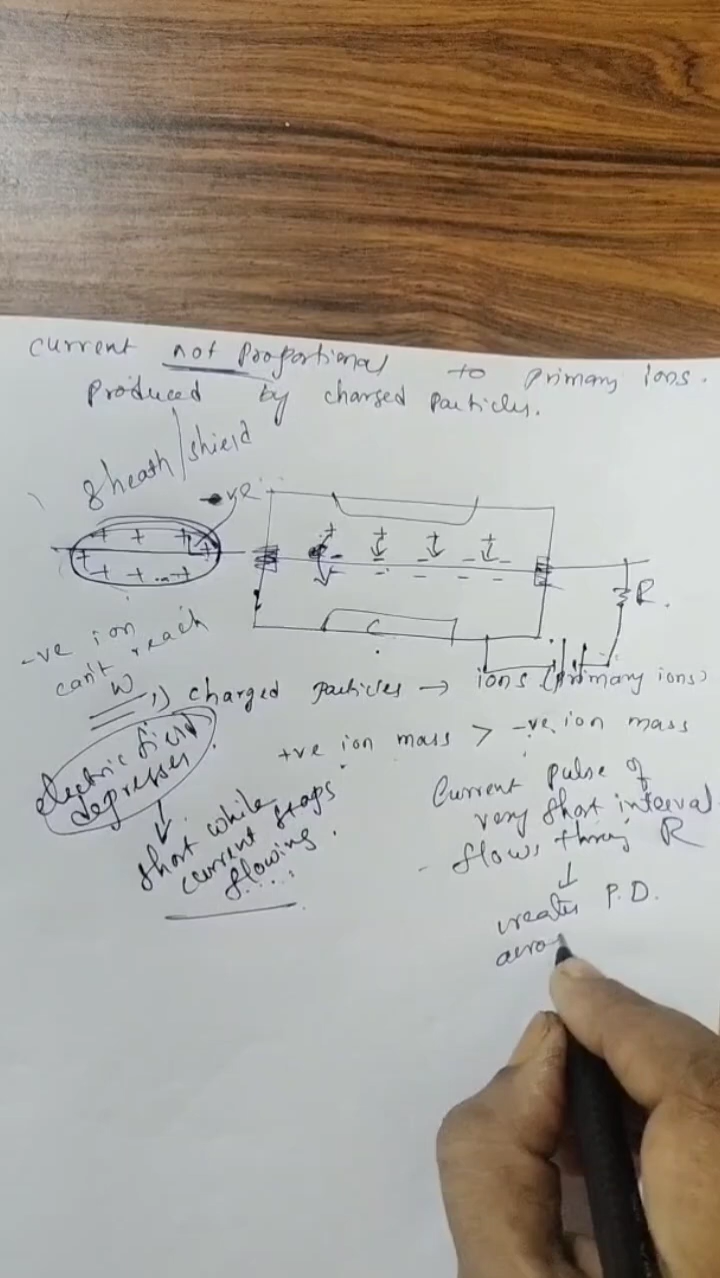 current not proportional to primary ions.
produced by charged particles.
sheath/shield
-ve
+ + +
+ +
+ + ... +
-ve ion
can't reach
W
+ + + +
C
R.
1) charged particles → ions (primary ions)
+ve ion mass > -ve ion mass
electric field
depresses.
↓
short while
current stops
flowing.
Current pulse of
very short interval
flows throug R
↓
creates P.D.
acros